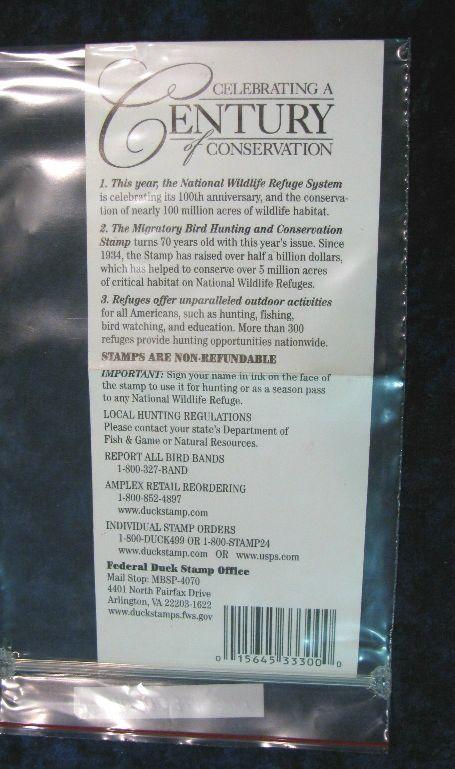 CELEBRATING A
CENTURY
of CONSERVATION
1. This year, the National Wildlife Refuge System
is celebrating its 100th anniversary, and the conserva-
tion of nearly 100 million acres of wildlife habitat.
2. The Migratory Bird Hunting and Conservation
Stamp turns 70 years old with this year's issue. Since
1934, the Stamp has raised over half a billion dollars,
which has helped to conserve over 5 million acres
of critical habitat on National Wildlife Refuges.
3. Refuges offer unparalleled outdoor activities
for all Americans, such as hunting, fishing,
bird watching, and education. More than 300
refuges provide hunting opportunities nationwide.
STAMPS ARE NON-REFUNDABLE
IMPORTANT: Sign your name in ink on the face of
the stamp to use it for hunting or as a season pass
to any National Wildlife Refuge.
LOCAL HUNTING REGULATIONS
Please contact your state's Department of
Fish & Game or Natural Resources.
REPORT ALL BIRD BANDS
1-800-327-BAND
AMPLEX RETAIL REORDERING
1-800-852-4897
www.duckstamp.com
INDIVIDUAL STAMP ORDERS
1-800-DUCK499 OR 1-800-STAMP24
www.duckstamp.com OR www.usps.com
Federal Duck Stamp Office
Mail Stop: MBSP-4070
4401 North Fairfax Drive
Arlington, VA 22203-1622
www.duckstamps.fws.gov
0 15645 33300 0